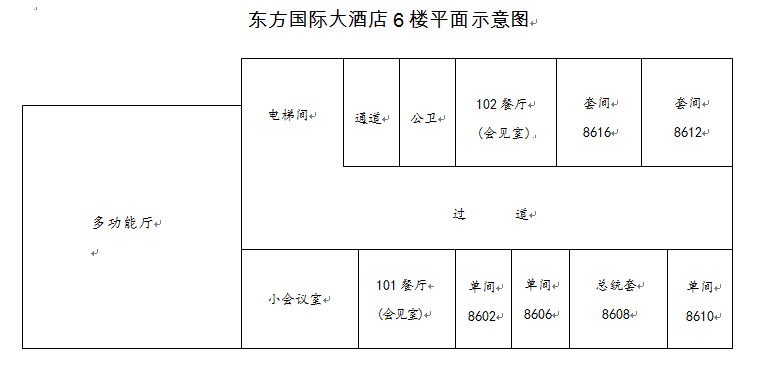 东方国际大酒店 6 楼平面示意图
电梯间
通道
公卫
102 餐厅
(会见室)
套间
8616
套间
8612
多功能厅
过 道
小会议室
101 餐厅
(会见室)
单间
8602
单间
8606
总统套
8608
单间
8610